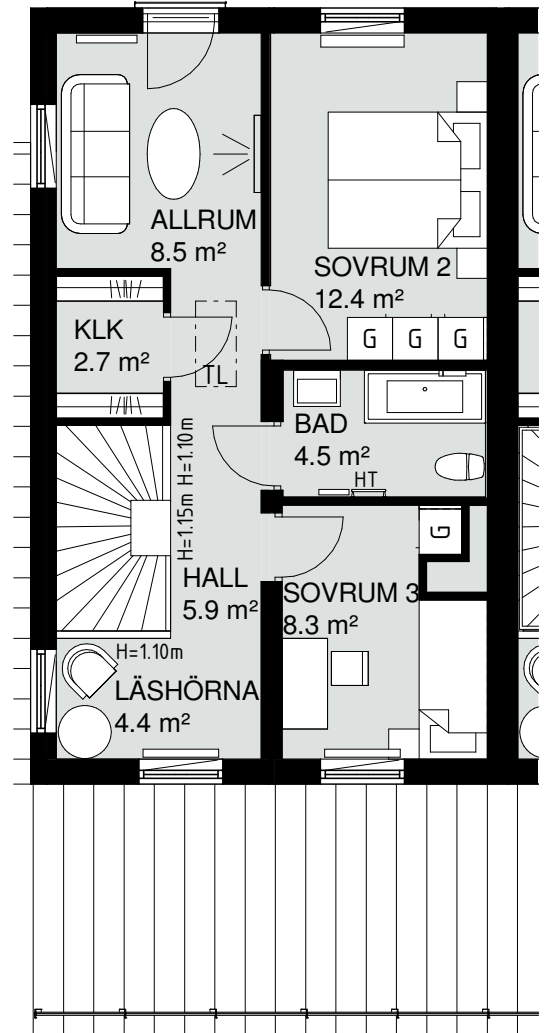 ALLRUM
8.5 m²
SOVRUM 2
12.4 m²
KLK
2.7 m²
TL
G G G
BAD
4.5 m²
HT
H=1.15m H=1.10m
G
HALL
5.9 m²
SOVRUM 3
8.3 m²
H=1.10m
LÄSHÖRNA
4.4 m²